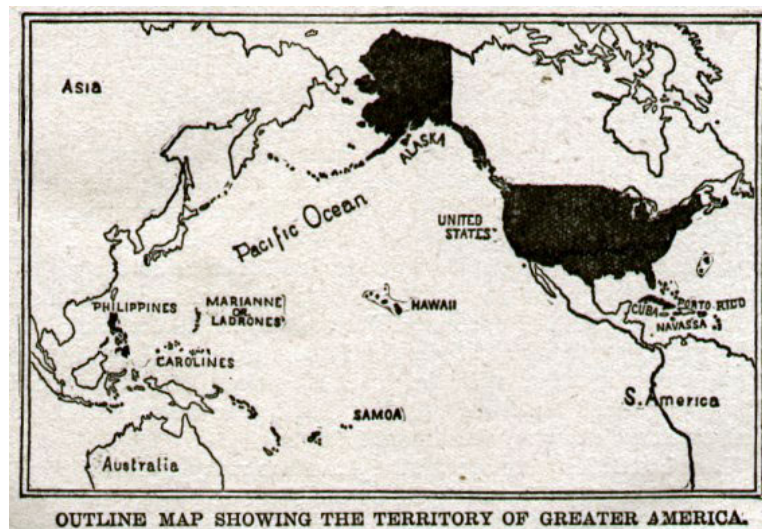 Asia
ALASKA
Pacific Ocean
UNITED
STATES
PHILIPPINES
MARIANNE
OR
LADRONES
HAWAII
CUBA
PORTO RICO
NAVASSA
CAROLINES
SAMOA
S. America
Australia
OUTLINE MAP SHOWING THE TERRITORY OF GREATER AMERICA.